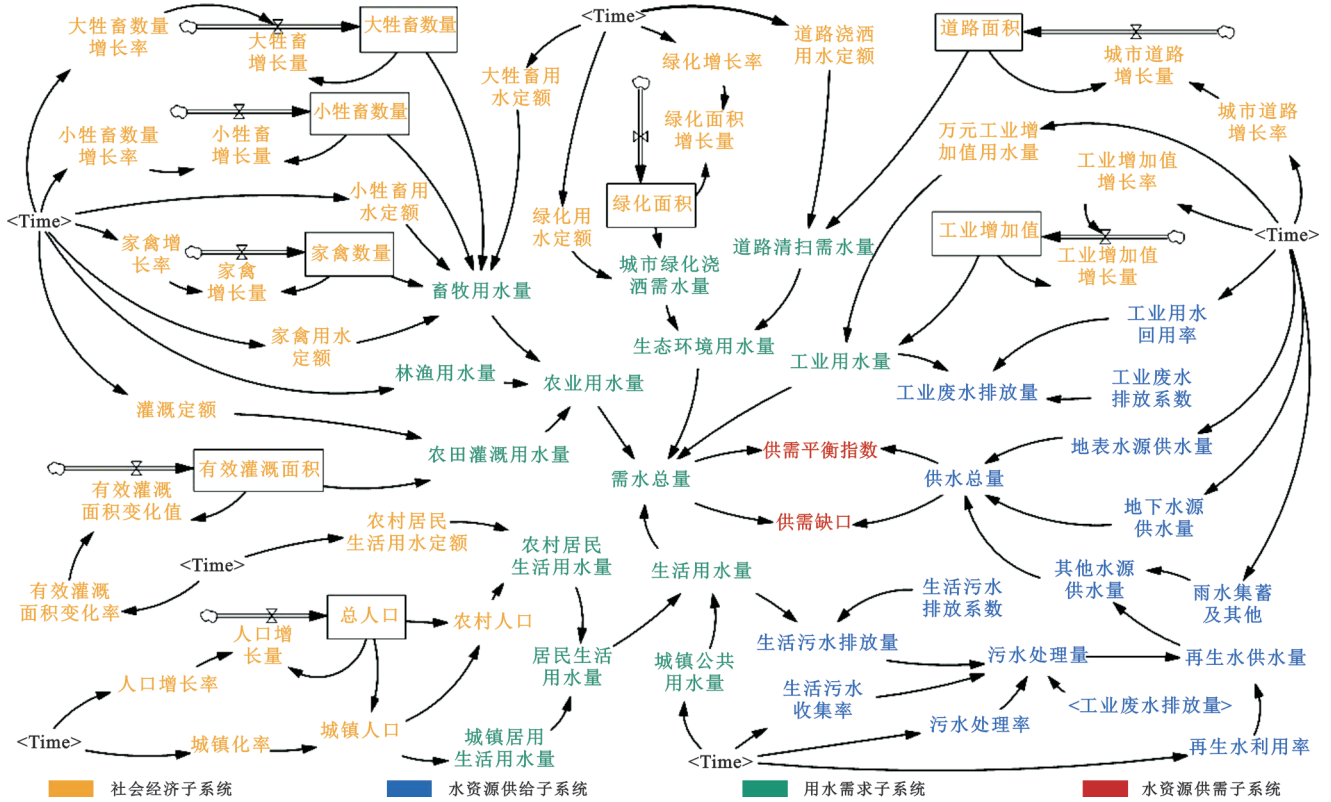 大牲畜数量
增长率
大牲畜
增长量
大牲畜数量
<Time>
道路浇洒
用水定额
道路面积
城市道路
增长量
城市道路
增长率
大牲畜用
水定额
绿化增长率
绿化面积
增长量
小牲畜数量
增长率
小牲畜
增长量
小牲畜数量
万元工业增
加值用水量
工业增加值
增长率
<Time>
小牲畜用
水定额
绿化用
水定额
绿化面积
道路清扫需水量
工业增加值
工业增加值
增长量
<Time>
家禽增
长率
家禽
增长量
家禽数量
畜牧用水量
城市绿化浇
洒需水量
工业用水
回用率
家禽用水
定额
生态环境用水量
工业用水量
林渔用水量
农业用水量
工业废水排放量
工业废水
排放系数
灌溉定额
农田灌溉用水量
供需平衡指数
地表水源供水量
有效灌溉面积
有效灌溉
面积变化值
需水总量
供水总量
供需缺口
地下水源
供水量
农村居民
生活用水定额
<Time>
农村居民
生活用水量
生活用水量
有效灌溉
面积变化率
生活污水
排放系数
其他水源
供水量
雨水集蓄
及其他
总人口
人口增
长量
农村人口
生活污水排放量
居民生活
用水量
城镇公共
用水量
污水处理量
再生水供水量
人口增长率
生活污水
收集率
<工业废水排放量>
污水处理率
<Time>
城镇化率
城镇人口
城镇居用
生活用水量
<Time>
再生水利用率
社会经济子系统
水资源供给子系统
用水需求子系统
水资源供需子系统